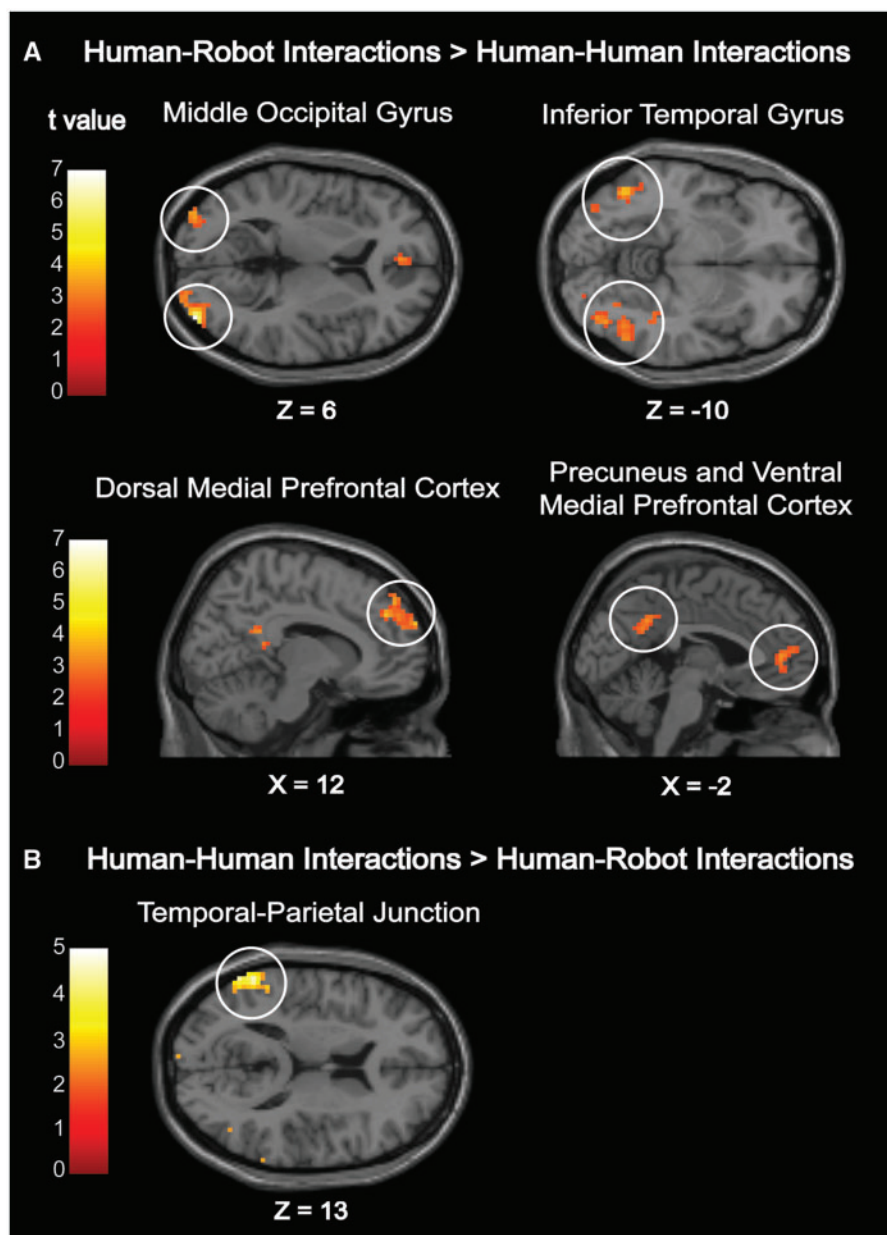 A Human-Robot Interactions > Human-Human Interactions
t value
Middle Occipital Gyrus
Inferior Temporal Gyrus
7
6
5
4
3
2
1
0
Z = 6
Z = -10
Dorsal Medial Prefrontal Cortex
Precuneus and Ventral
Medial Prefrontal Cortex
7
6
5
4
3
2
1
0
X = 12
X = -2
B Human-Human Interactions > Human-Robot Interactions
Temporal-Parietal Junction
5
4
3
2
1
0
Z = 13